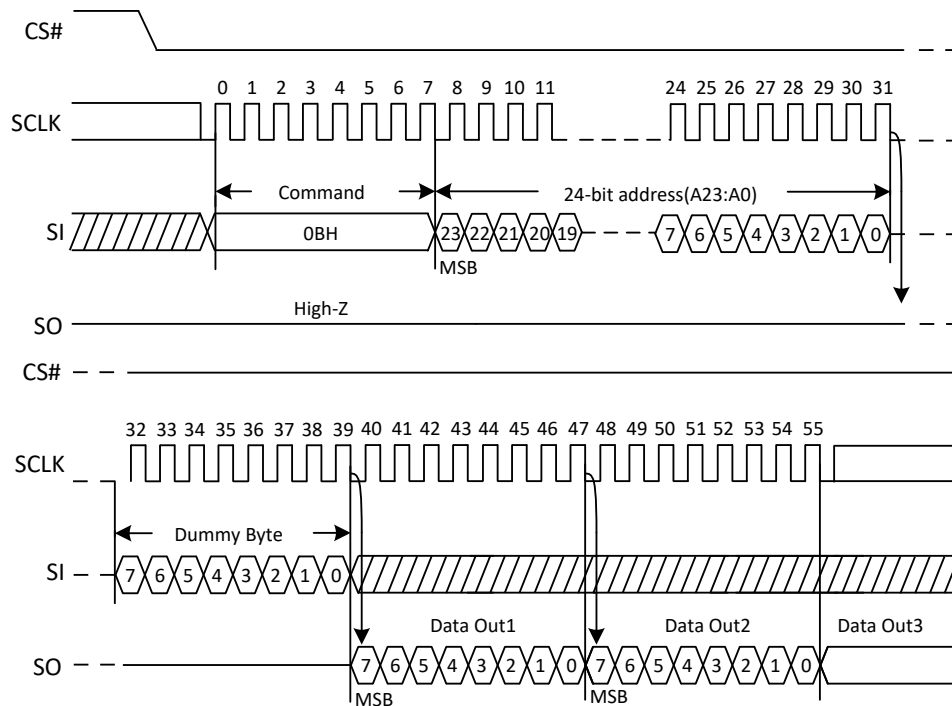 CS#
0 1 2 3 4 5 6 7 8 9 10 11 24 25 26 27 28 29 30 31
SCLK
Command 24-bit address(A23:A0)
SI 0BH 23 22 21 20 19 7 6 5 4 3 2 1 0
MSB
High-Z
SO
CS#
32 33 34 35 36 37 38 39 40 41 42 43 44 45 46 47 48 49 50 51 52 53 54 55
SCLK
Dummy Byte
SI 7 6 5 4 3 2 1 0
Data Out1 Data Out2 Data Out3
SO 7 6 5 4 3 2 1 0 7 6 5 4 3 2 1 0
MSB MSB